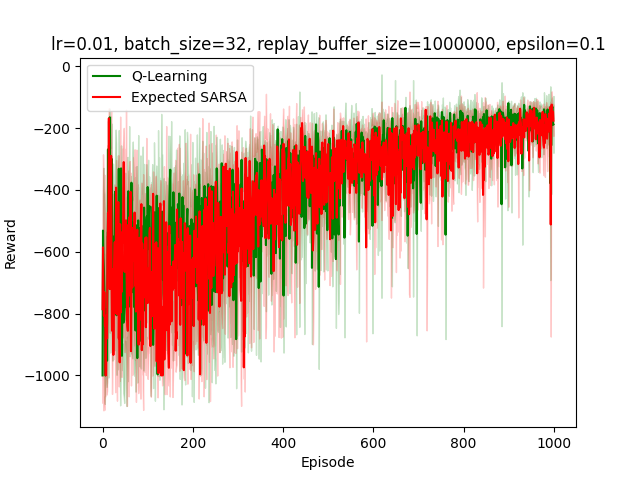 lr=0.01, batch_size=32, replay_buffer_size=1000000, epsilon=0.1
Q-Learning
Expected SARSA
0
−200
−400
−600
−800
−1000
Reward
0 200 400 600 800 1000
Episode